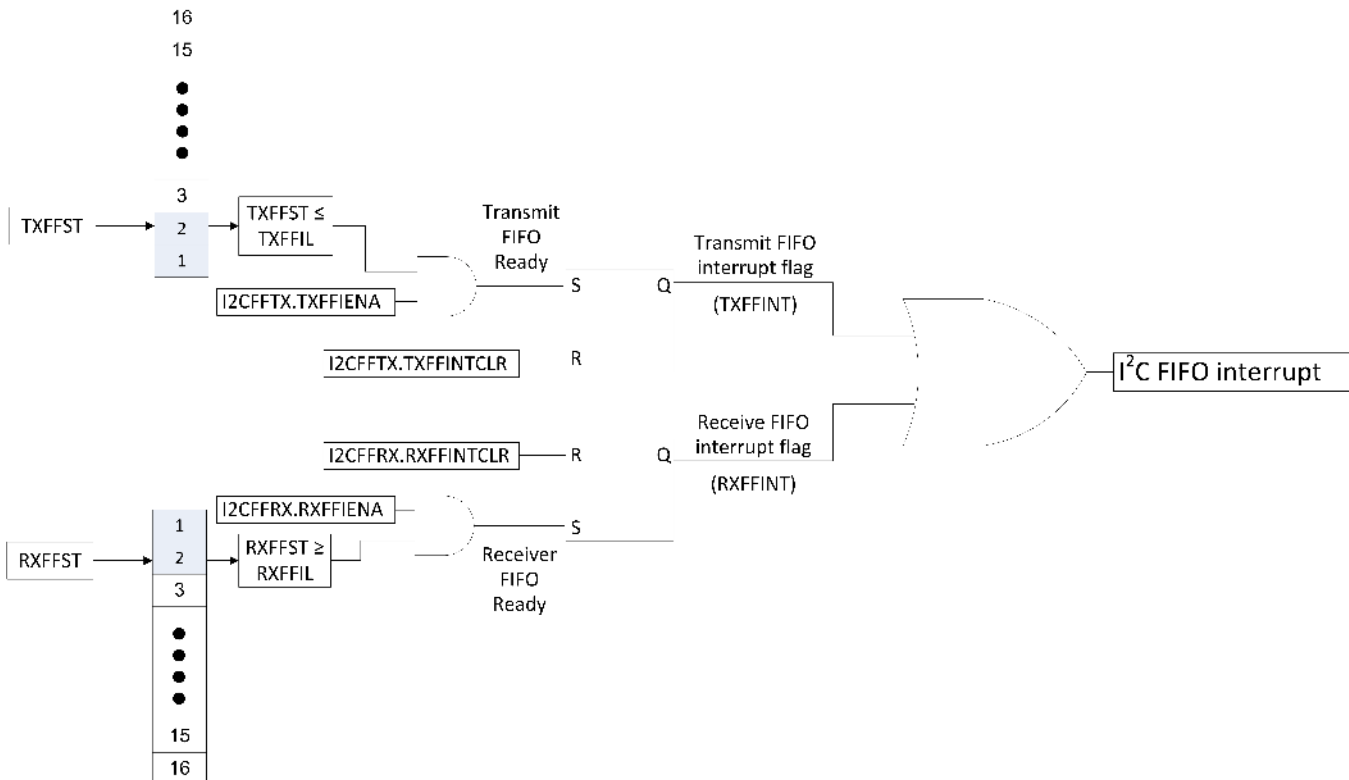 16
15
3
2
1
TXFFST
TXFFST ≤
TXFFIL
I2CFFTX.TXFFIENA
Transmit
FIFO
Ready
S
Q
R
I2CFFTX.TXFFINTCLR
Transmit FIFO
interrupt flag
(TXFFINT)
I²C FIFO interrupt
Receive FIFO
interrupt flag
(RXFFINT)
I2CFFRX.RXFFINTCLR
R
Q
S
I2CFFRX.RXFFIENA
RXFFST ≥
RXFFIL
Receiver
FIFO
Ready
RXFFST
1
2
3
15
16